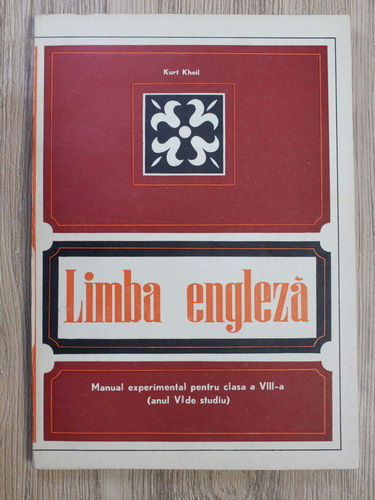 Kurt Kheil
Limba engleză
Manual experimental pentru clasa a VIII-a
(anul VI de studiu)